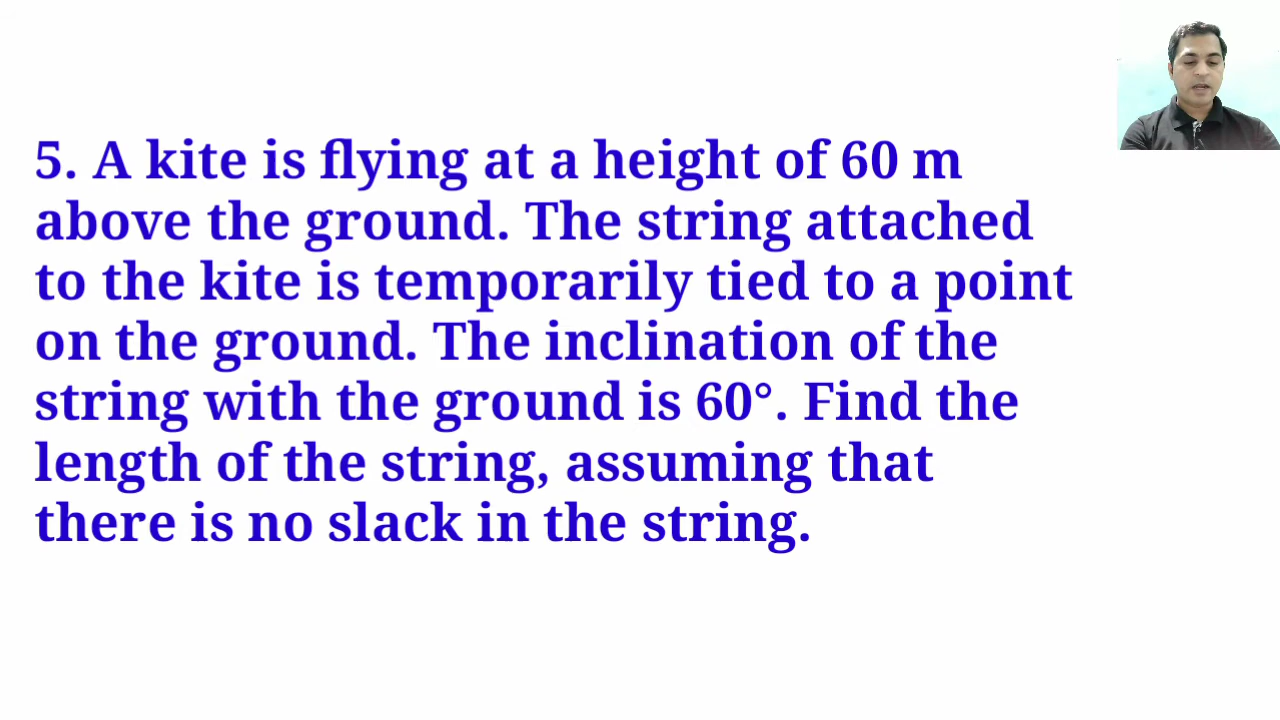 5. A kite is flying at a height of 60 m
above the ground. The string attached
to the kite is temporarily tied to a point
on the ground. The inclination of the
string with the ground is 60°. Find the
length of the string, assuming that
there is no slack in the string.